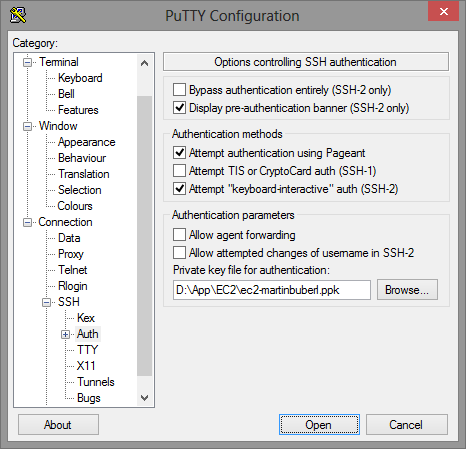 PuTTY Configuration
Category:
Terminal
Keyboard
Bell
Features
Window
Appearance
Behaviour
Translation
Selection
Colours
Connection
Data
Proxy
Telnet
Rlogin
SSH
Kex
Auth
TTY
X11
Tunnels
Bugs
Options controlling SSH authentication
Bypass authentication entirely (SSH-2 only)
Display pre-authentication banner (SSH-2 only)
Authentication methods
Attempt authentication using Pageant
Attempt TIS or CryptoCard auth (SSH-1)
Attempt "keyboard-interactive" auth (SSH-2)
Authentication parameters
Allow agent forwarding
Allow attempted changes of username in SSH-2
Private key file for authentication:
D:\App\EC2\ec2-martinbuberl.ppk
Browse...
About
Open
Cancel